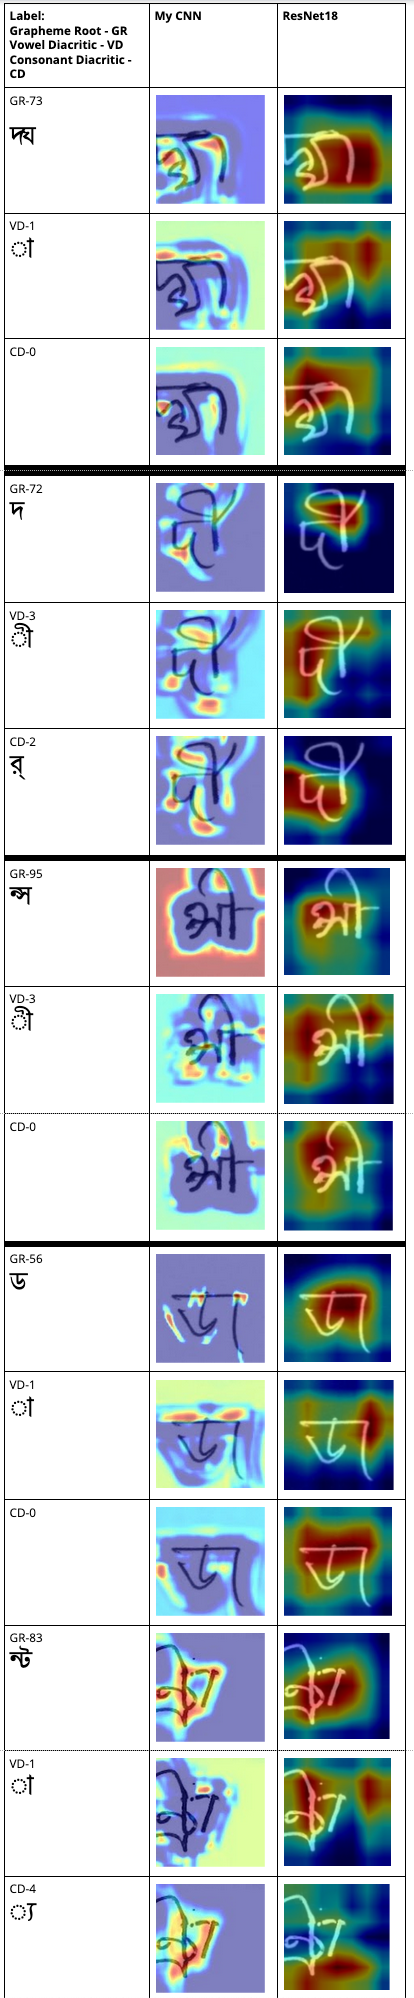 Label:
Grapheme Root - GR
Vowel Diacritic - VD
Consonant Diacritic -
CD
My CNN
ResNet18
GR-73
দ্ঘ
VD-1
া
CD-0
GR-72
দ
VD-3
ী
CD-2
র্
GR-95
ন্স
VD-3
ী
CD-0
GR-56
ড
VD-1
া
CD-0
GR-83
ন্ট
VD-1
া
CD-4
্য